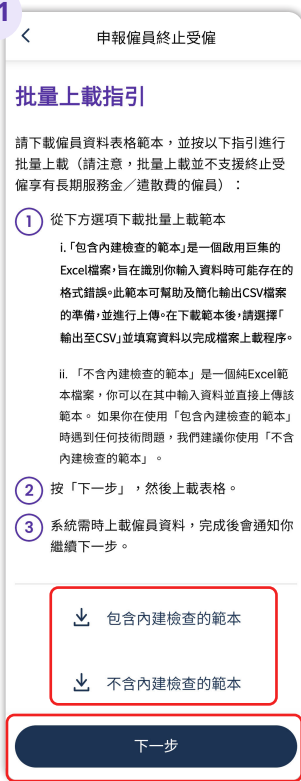 1
申報僱員終止受僱
批量上載指引
請下載僱員資料表格範本，並按以下指引進行
批量上載（請注意，批量上載並不支援終止受
僱享有長期服務金／遣散費的僱員）：
1 從下方選項下載批量上載範本
i.「包含內建檢查的範本」是一個啟用巨集的
Excel檔案，旨在識別你輸入資料時可能存在的
格式錯誤。此範本可幫助及簡化輸出CSV檔案
的準備，並進行上傳。在下載範本後，請選擇「
輸出至CSV」並填寫資料以完成檔案上載程序。
ii. 「不含內建檢查的範本」是一個純Excel範
本檔案，你可以在其中輸入資料並直接上傳該
範本。 如果你在使用「包含內建檢查的範本」
時遇到任何技術問題，我們建議你使用「不含
內建檢查的範本」。
2 按「下一步」，然後上載表格。
3 系統需時上載僱員資料，完成後會通知你
繼續下一步。
包含內建檢查的範本
不含內建檢查的範本
下一步